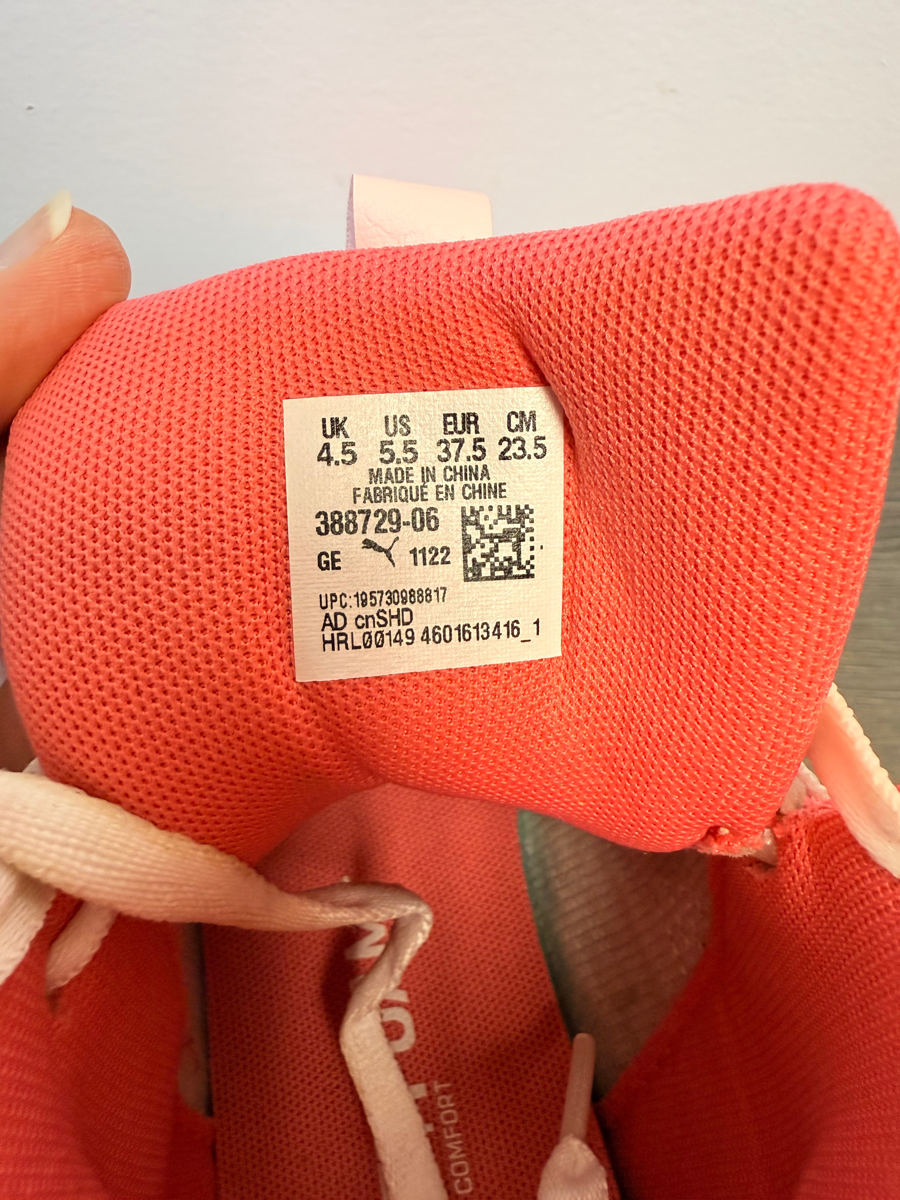 UK US EUR CM
4.5 5.5 37.5 23.5
MADE IN CHINA
FABRIQUÉ EN CHINE
388729-06
GE 1122
UPC:195730988817
AD cnSHD
HRL00149 4601613416_1
COMFORT